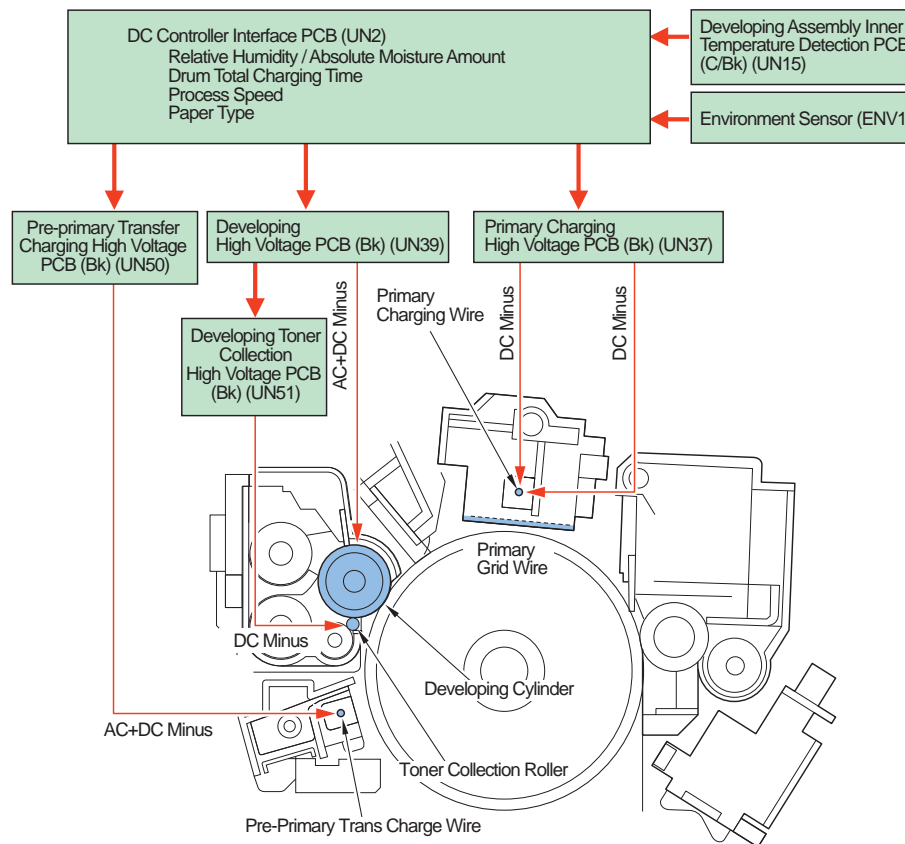 DC Controller Interface PCB (UN2)
Relative Humidity / Absolute Moisture Amount
Drum Total Charging Time
Process Speed
Paper Type
Developing Assembly Inner
Temperature Detection PCB
(C/Bk) (UN15)
Environment Sensor (ENV1
Pre-primary Transfer
Charging High Voltage
PCB (Bk) (UN50)
Developing
High Voltage PCB (Bk) (UN39)
Primary Charging
High Voltage PCB (Bk) (UN37)
Developing Toner
Collection
High Voltage PCB
(Bk) (UN51)
AC+DC Minus
Primary
Charging Wire
DC Minus
DC Minus
Primary
Grid Wire
DC Minus
Developing Cylinder
AC+DC Minus
Toner Collection Roller
Pre-Primary Trans Charge Wire